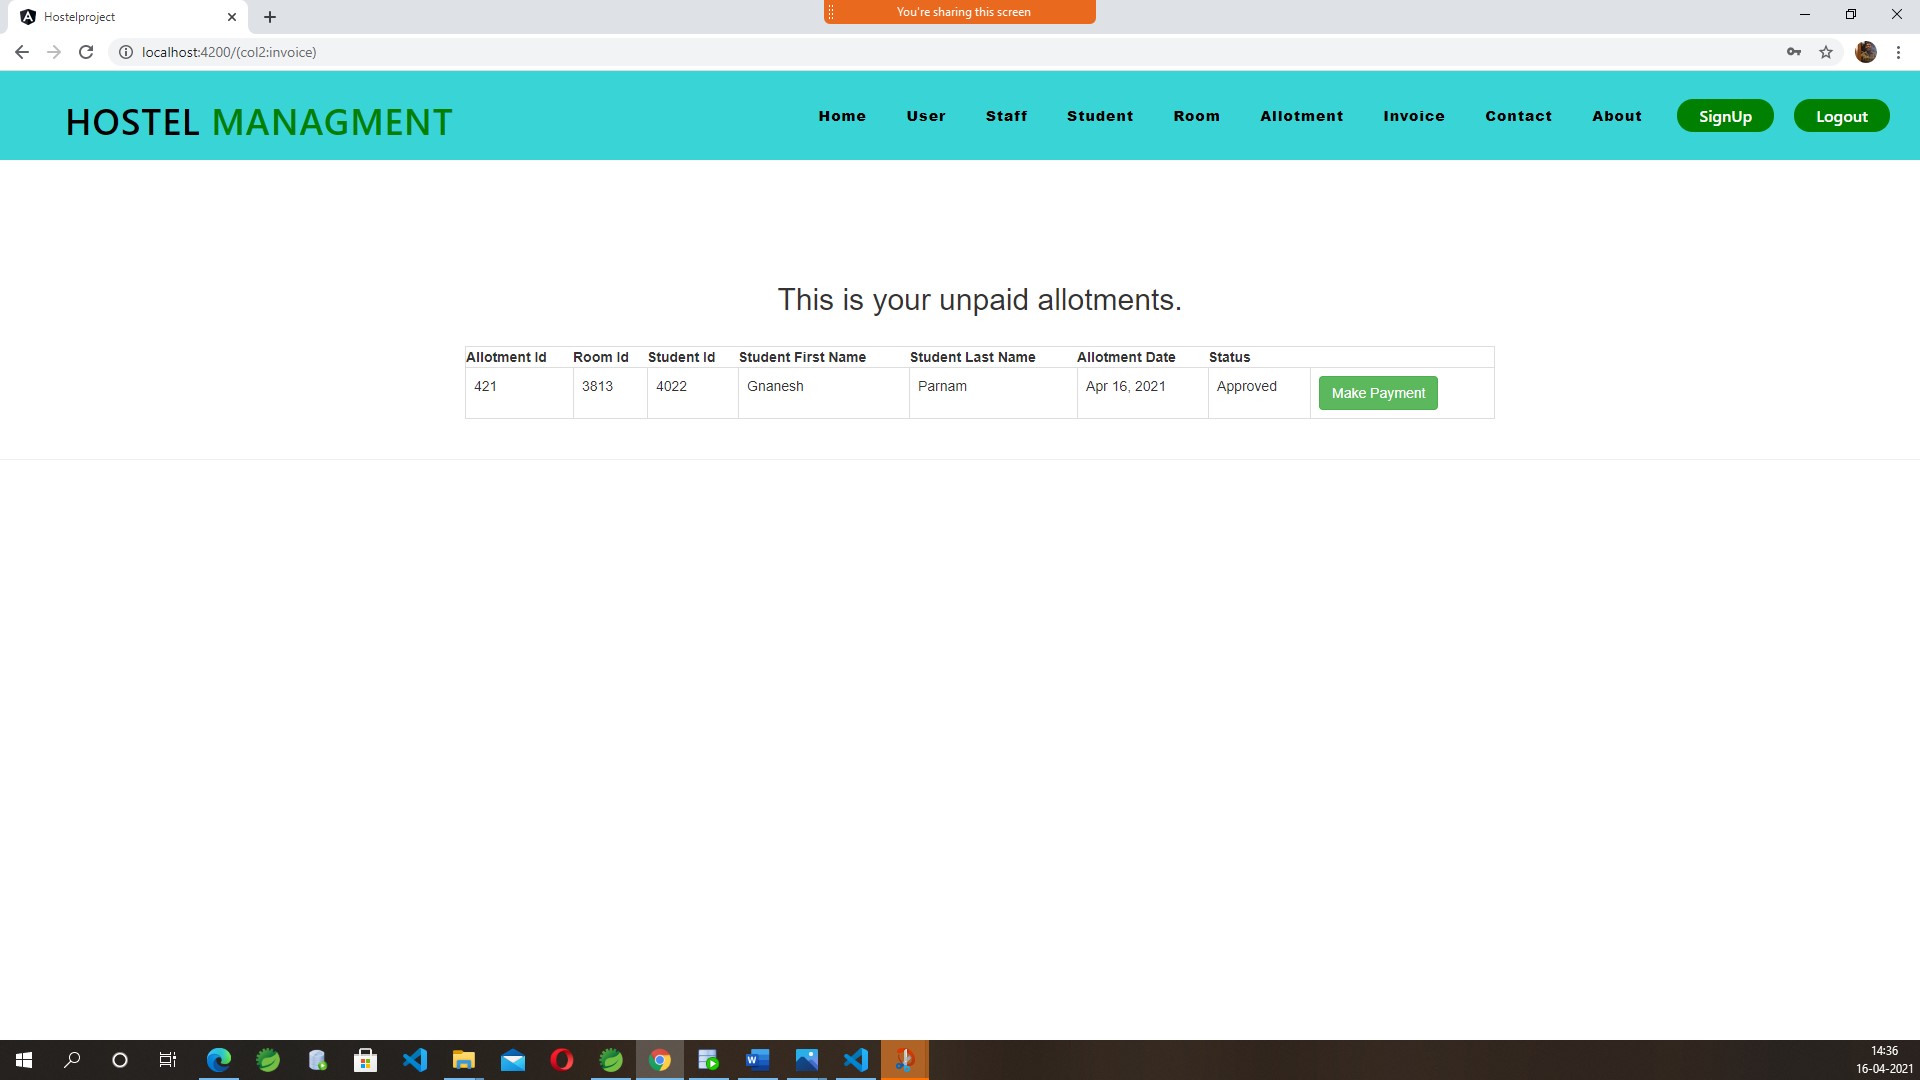 Hostelproject
You're sharing this screen
localhost:4200/(col2:invoice)
HOSTEL MANAGMENT
Home User Staff Student Room Allotment Invoice Contact About SignUp Logout
This is your unpaid allotments.
Allotment Id Room Id Student Id Student First Name Student Last Name Allotment Date Status
421 3813 4022 Gnanesh Parnam Apr 16, 2021 Approved Make Payment
14:36
16-04-2021